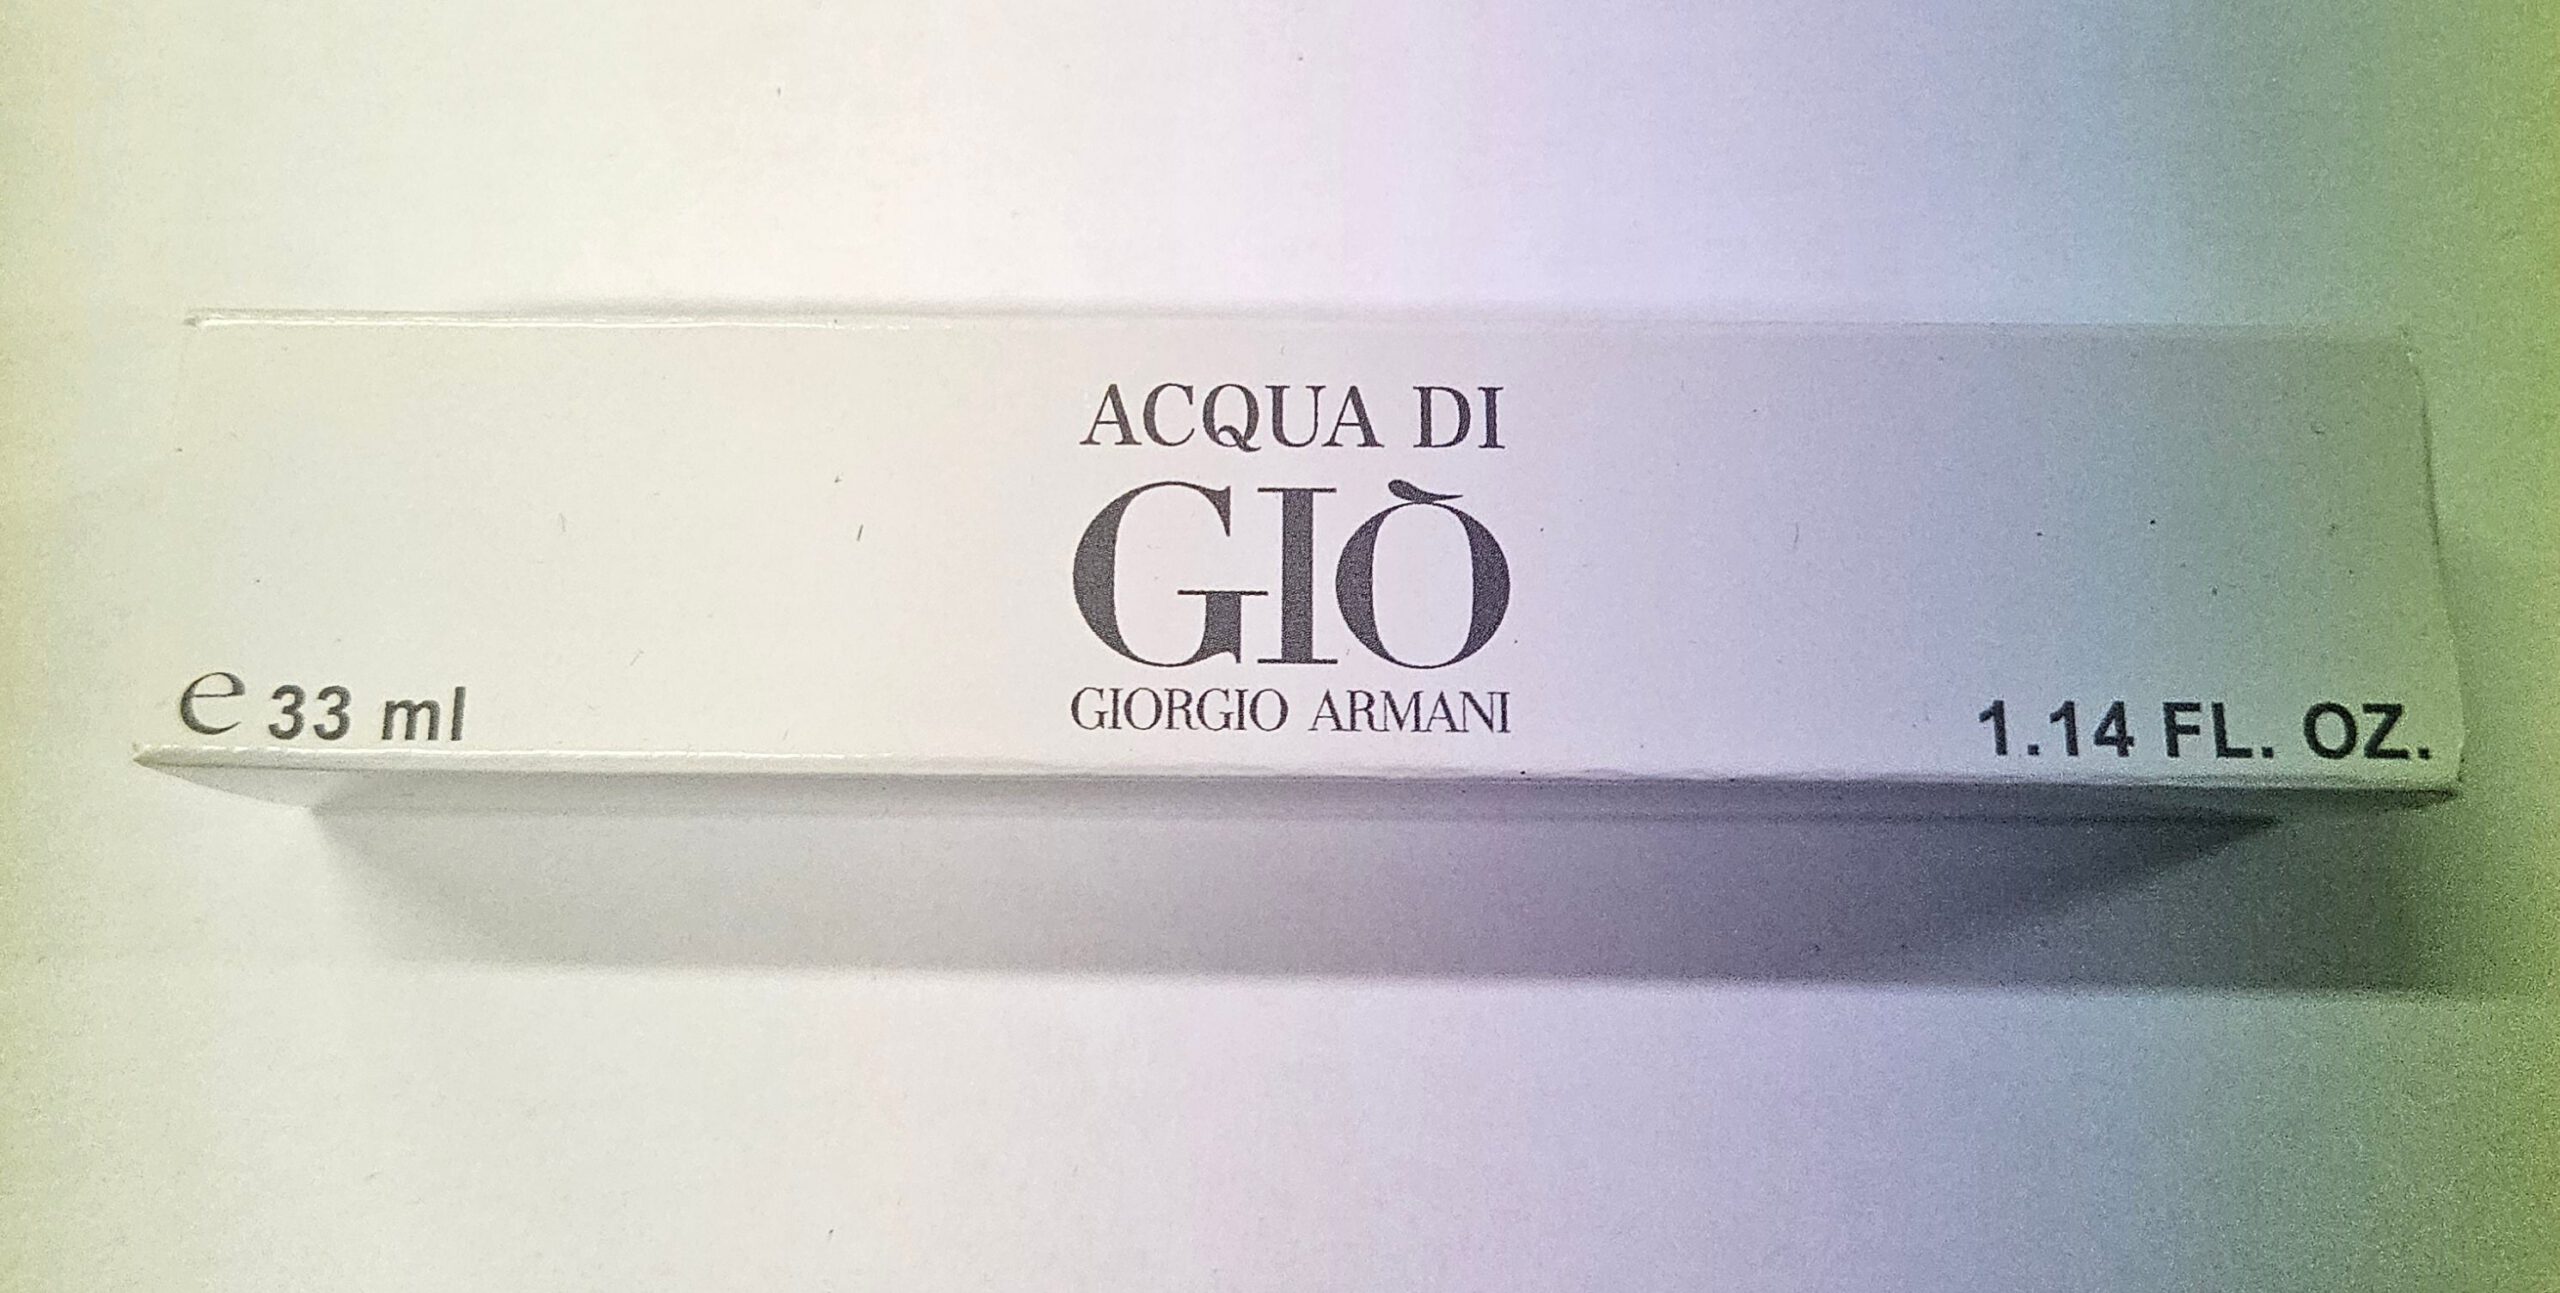 ACQUA DI
GIÒ
GIORGIO ARMANI
℮ 33 ml
1.14 FL. OZ.